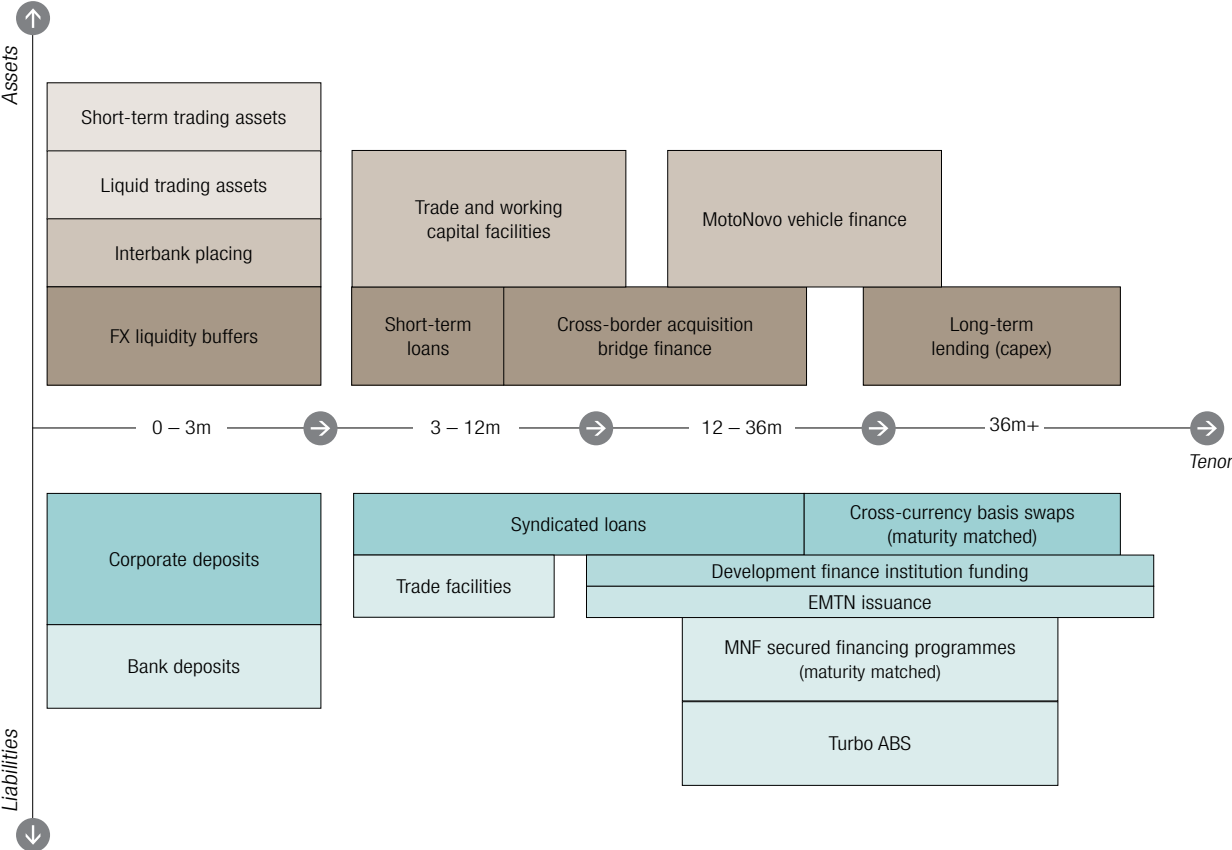 Assets
Short-term trading assets
Liquid trading assets
Interbank placing
FX liquidity buffers
Trade and working
capital facilities
MotoNovo vehicle finance
Short-term
loans
Cross-border acquisition
bridge finance
Long-term
lending (capex)
0 – 3m
3 – 12m
12 – 36m
36m+
Tenor
Corporate deposits
Bank deposits
Syndicated loans
Cross-currency basis swaps
(maturity matched)
Trade facilities
Development finance institution funding
EMTN issuance
MNF secured financing programmes
(maturity matched)
Turbo ABS
Liabilities